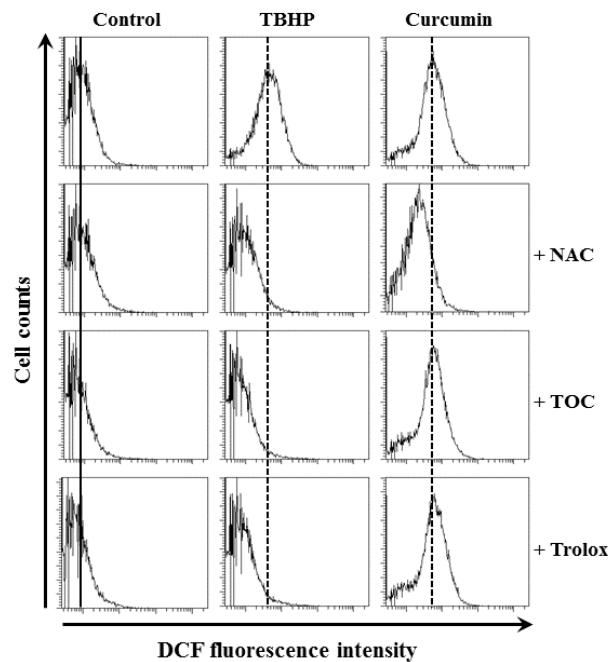 Control TBHP Curcumin
+ NAC
+ TOC
+ Trolox
Cell counts
DCF fluorescence intensity